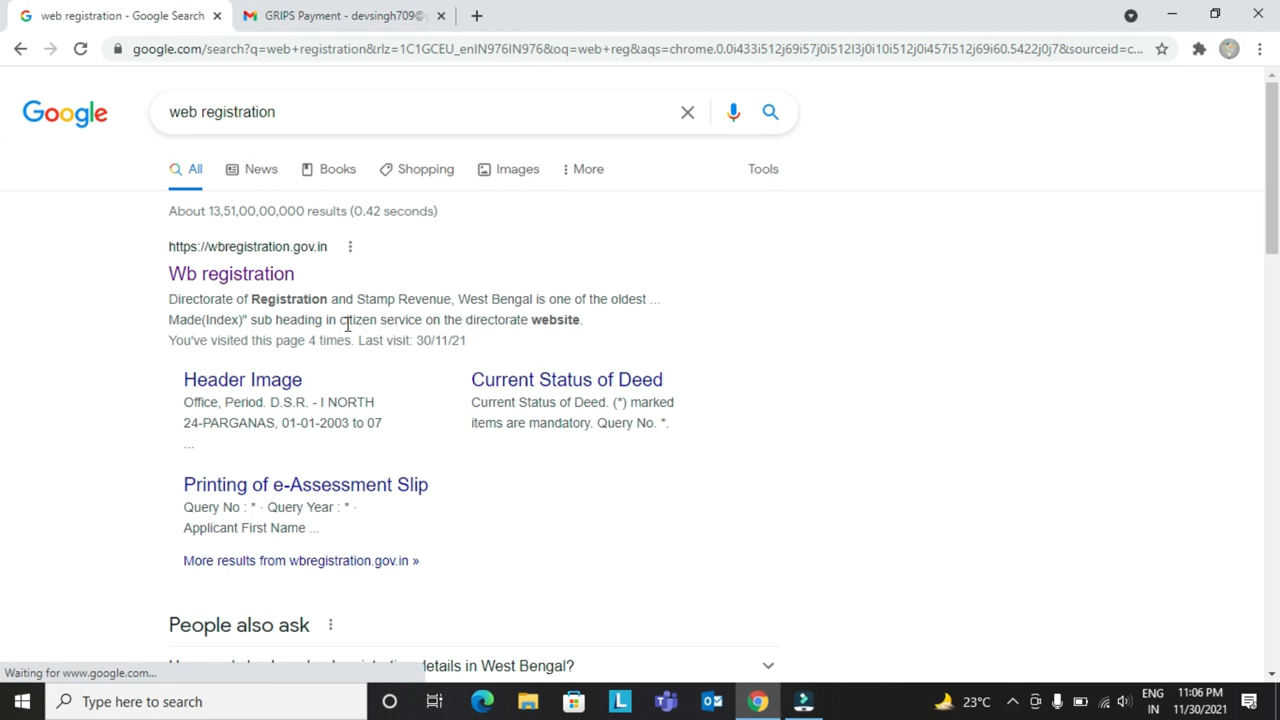 web registration - Google Search
GRIPS Payment - devsingh709@
google.com/search?q=web+registration&rlz=1C1GCEU_enIN976IN976&oq=web+reg&aqs=chrome.0.0i433i512j69i57j0i512l3j0i10i512j0i457i512j69i60.5422j0j7&sourceid=c...
Google
web registration
All
News
Books
Shopping
Images
More
Tools
About 13,51,00,00,000 results (0.42 seconds)
https://wbregistration.gov.in
Wb registration
Directorate of Registration and Stamp Revenue, West Bengal is one of the oldest ...
Made(Index)" sub heading in citizen service on the directorate website.
You've visited this page 4 times. Last visit: 30/11/21
Header Image
Office, Period. D.S.R. - I NORTH
24-PARGANAS, 01-01-2003 to 07
...
Current Status of Deed
Current Status of Deed. (*) marked
items are mandatory. Query No. *.
Printing of e-Assessment Slip
Query No : * · Query Year : * ·
Applicant First Name ...
More results from wbregistration.gov.in »
People also ask
details in West Bengal?
Waiting for www.google.com...
Type here to search
23°C
ENG
IN
11:06 PM
11/30/2021